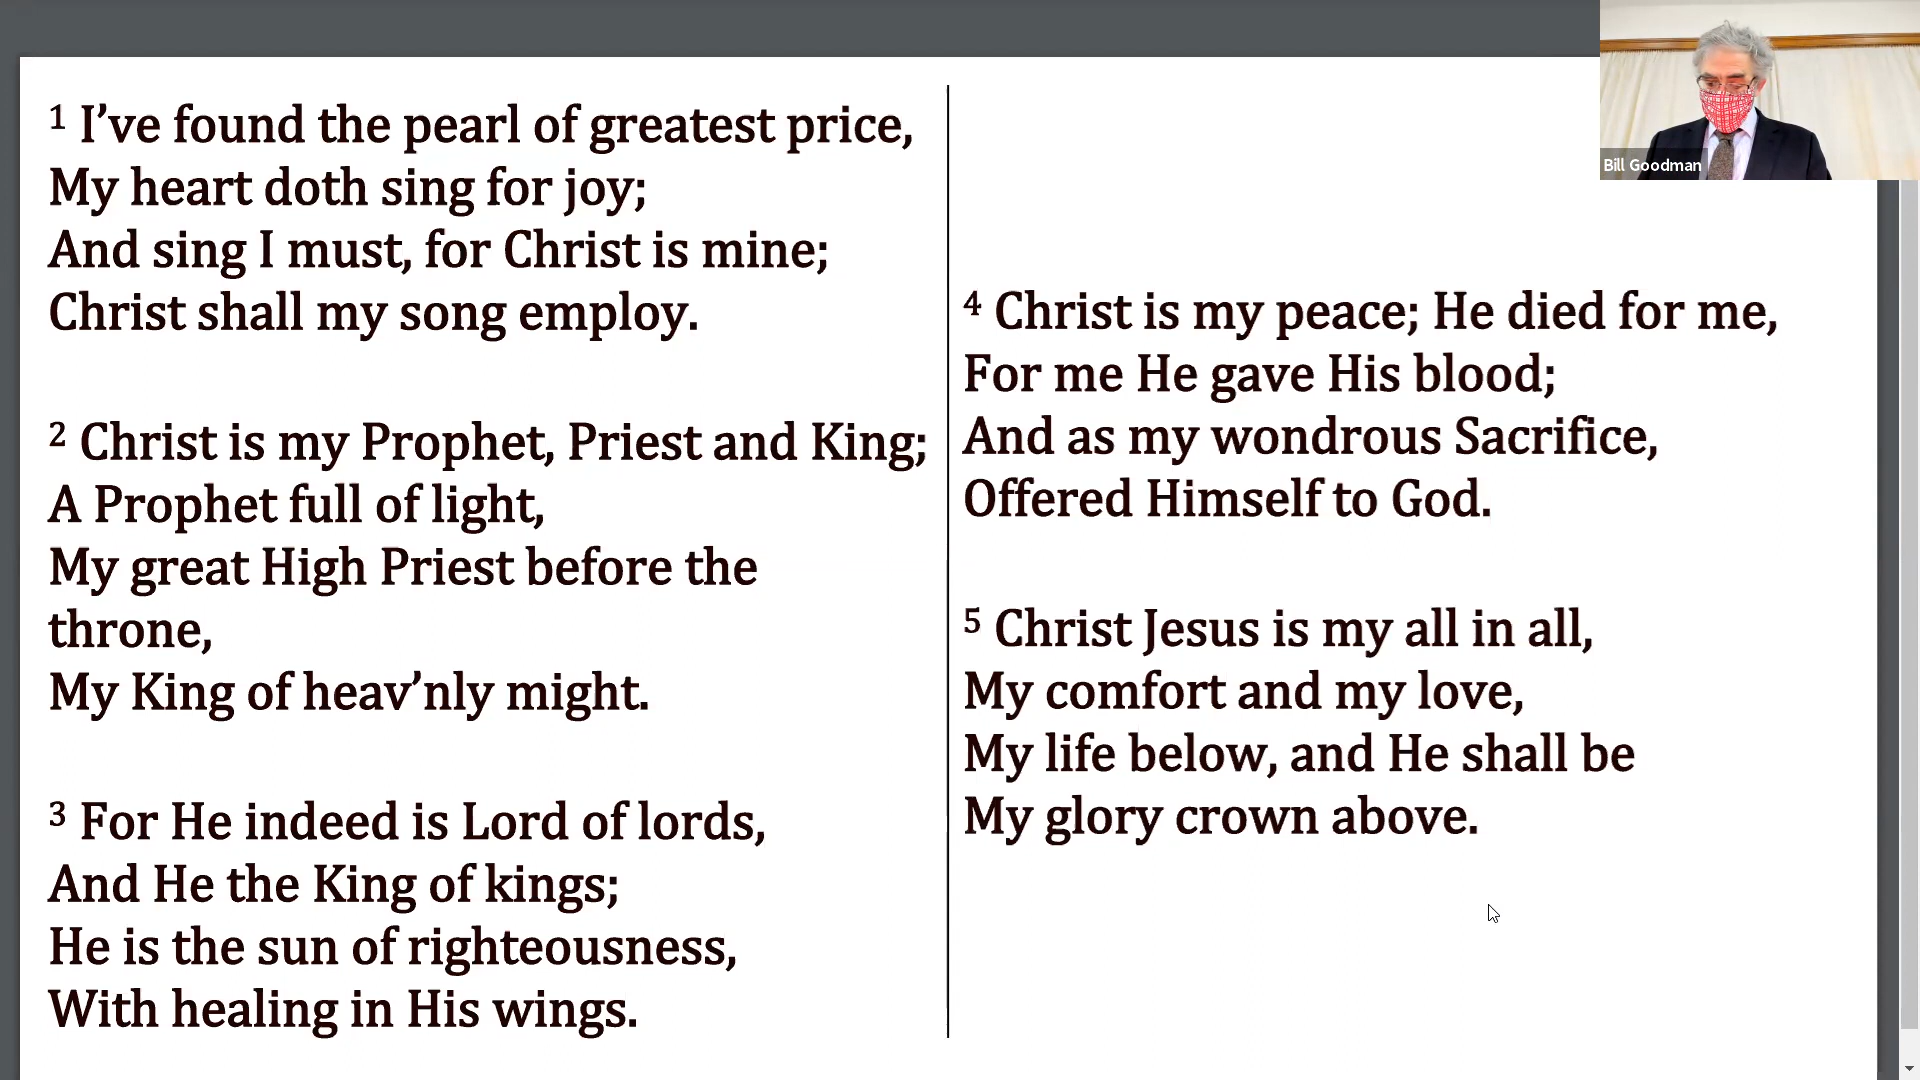 1 I’ve found the pearl of greatest price,
My heart doth sing for joy;
And sing I must, for Christ is mine;
Christ shall my song employ.
2 Christ is my Prophet, Priest and King;
A Prophet full of light,
My great High Priest before the
throne,
My King of heav’nly might.
3 For He indeed is Lord of lords,
And He the King of kings;
He is the sun of righteousness,
With healing in His wings.
4 Christ is my peace; He died for me,
For me He gave His blood;
And as my wondrous Sacrifice,
Offered Himself to God.
5 Christ Jesus is my all in all,
My comfort and my love,
My life below, and He shall be
My glory crown above.
Bill Goodman